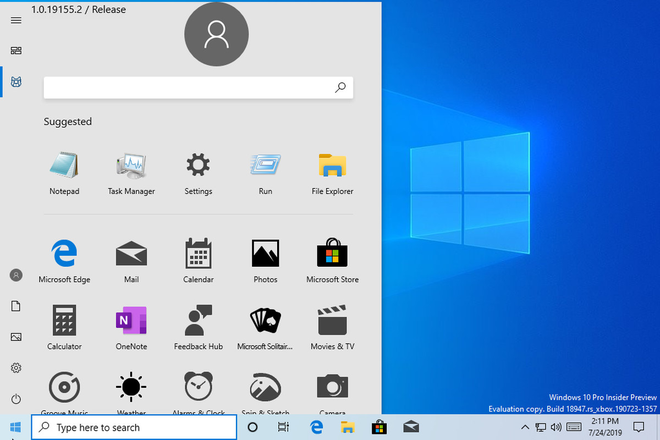 1.0.19155.2 / Release
Suggested
Notepad
Task Manager
Settings
Run
File Explorer
Microsoft Edge
Mail
Calendar
Photos
Microsoft Store
Calculator
OneNote
Feedback Hub
Microsoft Solitair...
Movies & TV
Groove Music
Weather
Alarms & Clock
Snip & Sketch
Camera
Windows 10 Pro Insider Preview
Evaluation copy. Build 18947.rs_xbox.190723-1357
Type here to search
2:11 PM
7/24/2019